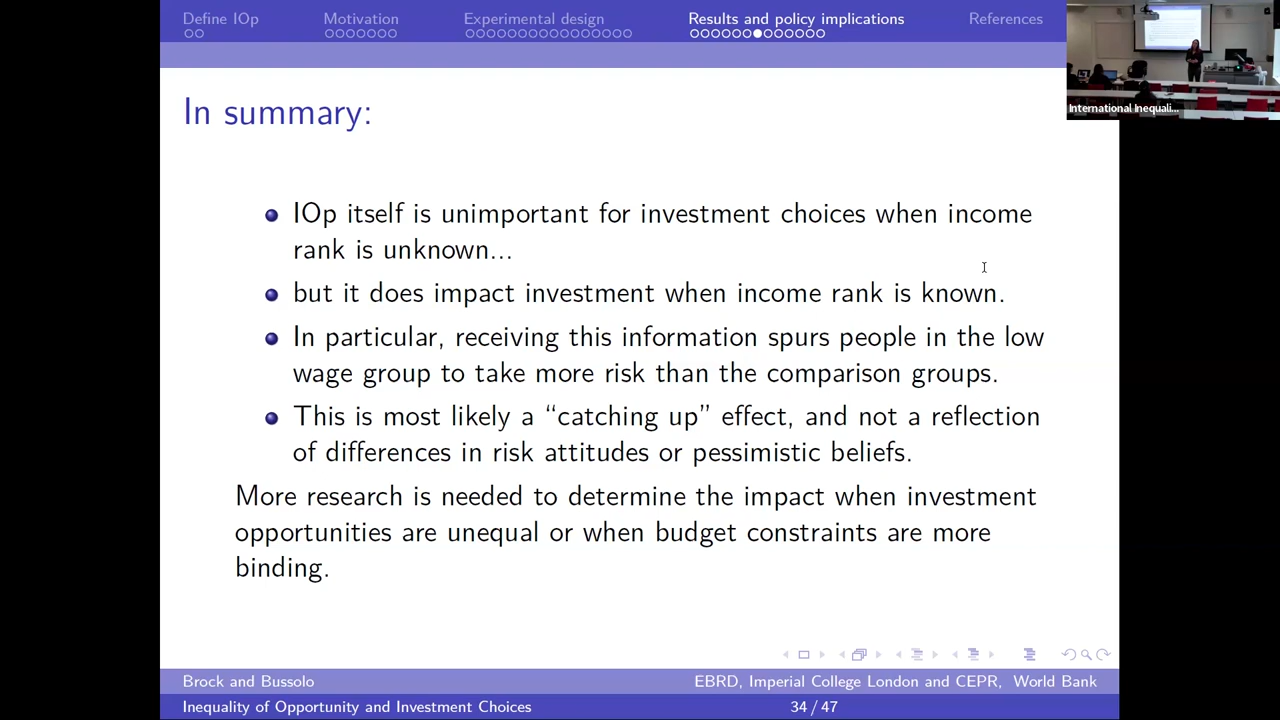 Define IOp Motivation Experimental design Results and policy implications References
In summary:
IOp itself is unimportant for investment choices when income
rank is unknown...
but it does impact investment when income rank is known.
In particular, receiving this information spurs people in the low
wage group to take more risk than the comparison groups.
This is most likely a “catching up” effect, and not a reflection
of differences in risk attitudes or pessimistic beliefs.
More research is needed to determine the impact when investment
opportunities are unequal or when budget constraints are more
binding.
Brock and Bussolo EBRD, Imperial College London and CEPR, World Bank
Inequality of Opportunity and Investment Choices 34 / 47
International Inequali...